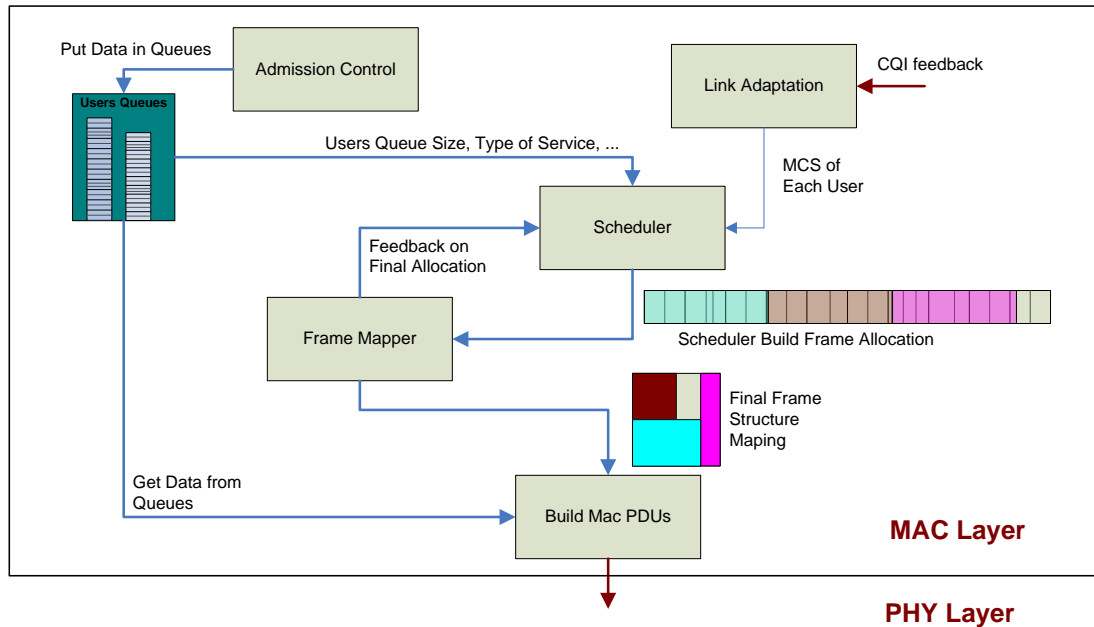 Put Data in Queues
Admission Control
CQI feedback
Link Adaptation
Users Queues
Users Queue Size, Type of Service, ...
MCS of
Each User
Scheduler
Feedback on
Final Allocation
Frame Mapper
Scheduler Build Frame Allocation
Final Frame
Structure
Maping
Get Data from
Queues
Build Mac PDUs
MAC Layer
PHY Layer